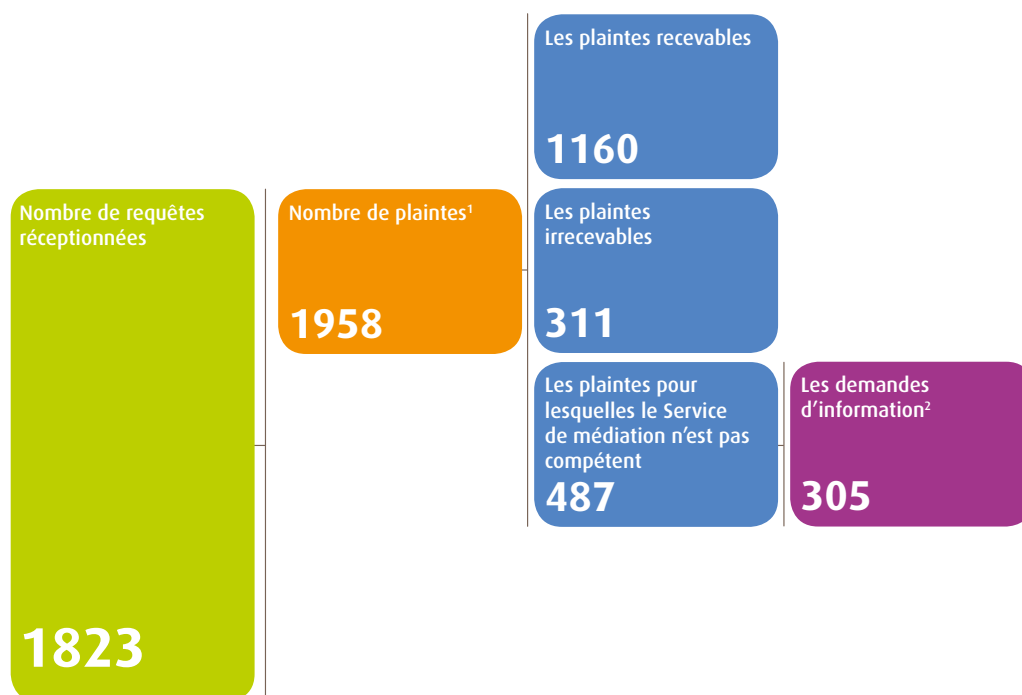 Nombre de requêtes
réceptionnées
1823
Nombre de plaintes¹
1958
Les plaintes recevables
1160
Les plaintes
irrecevables
311
Les plaintes pour
lesquelles le Service
de médiation n'est pas
compétent
487
Les demandes
d'information²
305